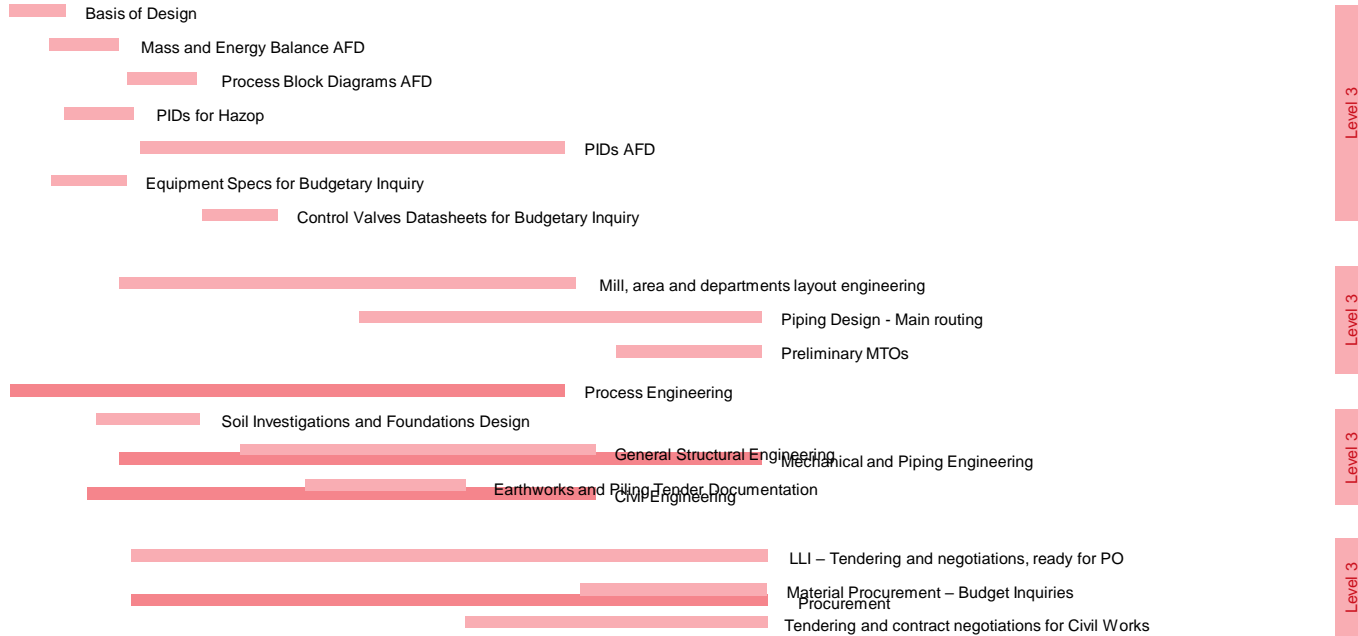 Basis of Design
Mass and Energy Balance AFD
Process Block Diagrams AFD
PIDs for Hazop
PIDs AFD
Equipment Specs for Budgetary Inquiry
Control Valves Datasheets for Budgetary Inquiry
Level 3
Mill, area and departments layout engineering
Piping Design - Main routing
Preliminary MTOs
Level 3
Process Engineering
Soil Investigations and Foundations Design
General Structural Engineering
Mechanical and Piping Engineering
Earthworks and Piling Tender Documentation
Civil Engineering
Level 3
LLI – Tendering and negotiations, ready for PO
Material Procurement – Budget Inquiries
Procurement
Tendering and contract negotiations for Civil Works
Level 3